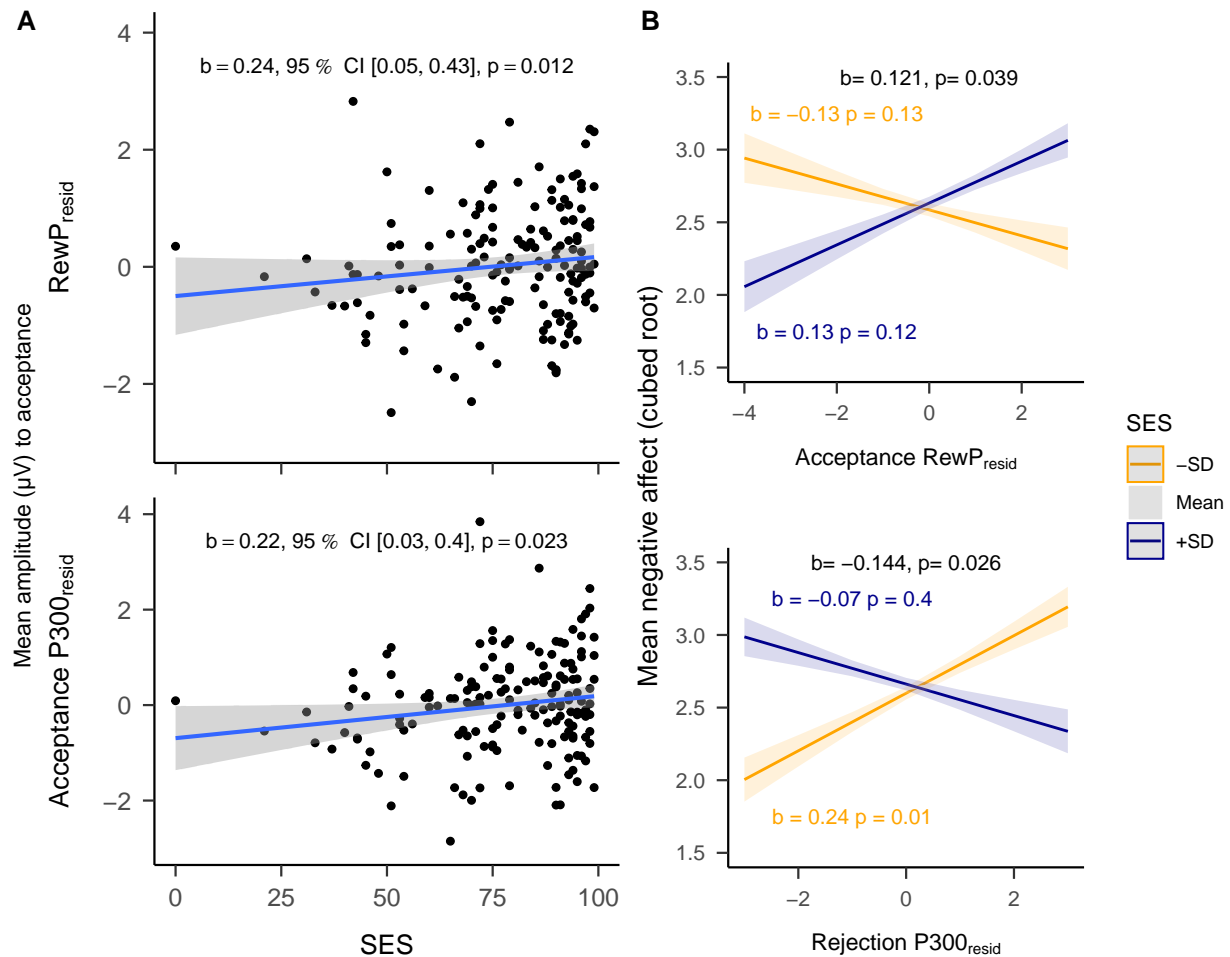 A
Mean amplitude (μV) to acceptance
RewPresid
4
2
0
−2
b = 0.24, 95 % CI [0.05, 0.43], p = 0.012
Acceptance P300resid
4
2
0
−2
b = 0.22, 95 % CI [0.03, 0.4], p = 0.023
0 25 50 75 100
SES
B
Mean negative affect (cubed root)
3.5
3.0
2.5
2.0
1.5
b= 0.121, p= 0.039
b = −0.13 p = 0.13
b = 0.13 p = 0.12
−4 −2 0 2
Acceptance RewPresid
3.5
3.0
2.5
2.0
1.5
b= −0.144, p= 0.026
b = −0.07 p = 0.4
b = 0.24 p = 0.01
−2 0 2
Rejection P300resid
SES
−SD
Mean
+SD